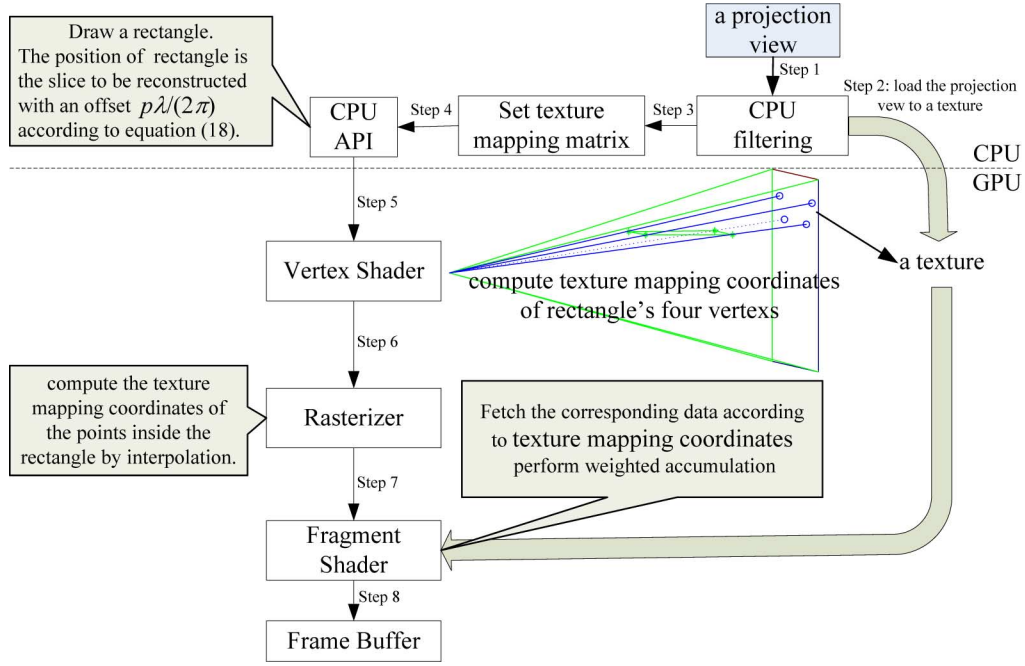 Draw a rectangle.
The position of rectangle is
the slice to be reconstructed
with an offset pλ/(2π)
according to equation (18).
a projection
view
Step 1
Step 2: load the projection
vew to a texture
CPU
filtering
Step 3
Set texture
mapping matrix
Step 4
CPU
API
CPU
GPU
Step 5
Vertex Shader
compute texture mapping coordinates
of rectangle's four vertexs
a texture
Step 6
compute the texture
mapping coordinates of
the points inside the
rectangle by interpolation.
Rasterizer
Fetch the corresponding data according
to texture mapping coordinates
perform weighted accumulation
Step 7
Fragment
Shader
Step 8
Frame Buffer